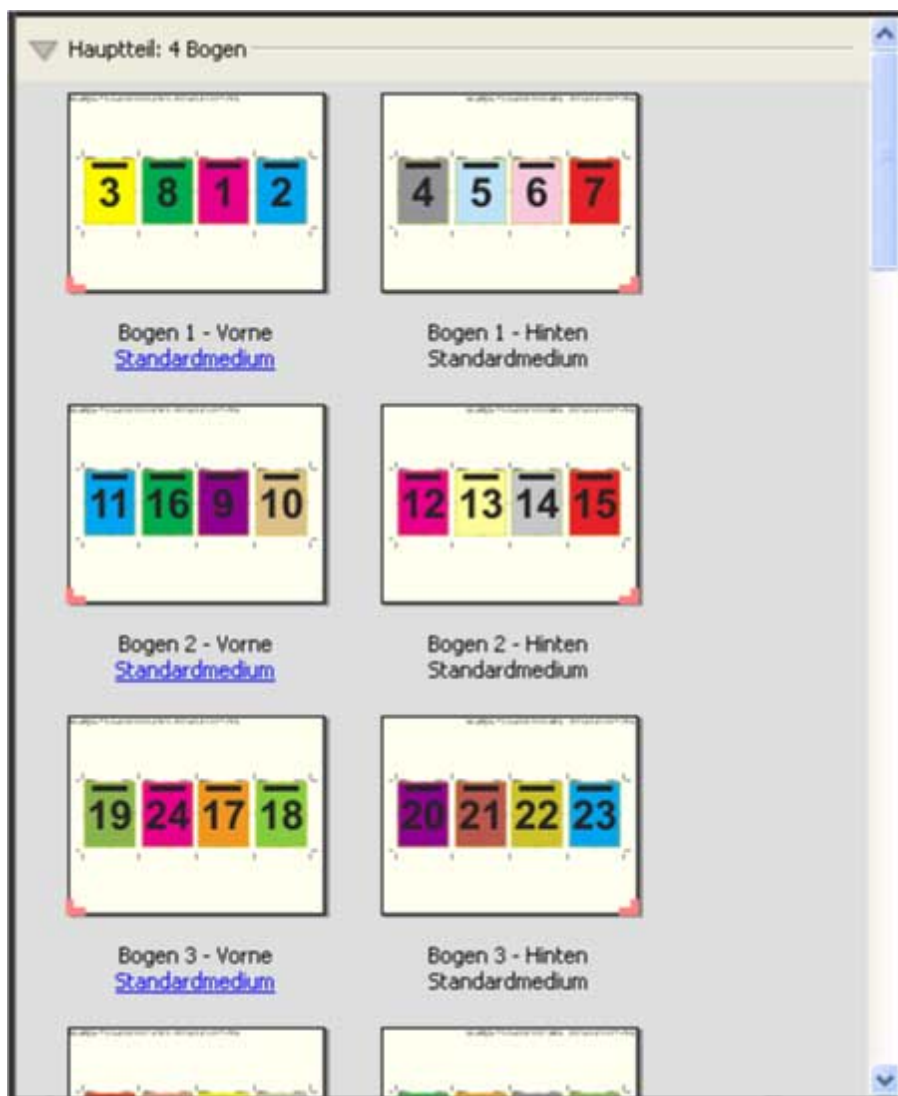 Hauptteil: 4 Bogen
3 8 1 2
4 5 6 7
Bogen 1 - Vorne
Standardmedium
Bogen 1 - Hinten
Standardmedium
11 16 9 10
12 13 14 15
Bogen 2 - Vorne
Standardmedium
Bogen 2 - Hinten
Standardmedium
19 24 17 18
20 21 22 23
Bogen 3 - Vorne
Standardmedium
Bogen 3 - Hinten
Standardmedium